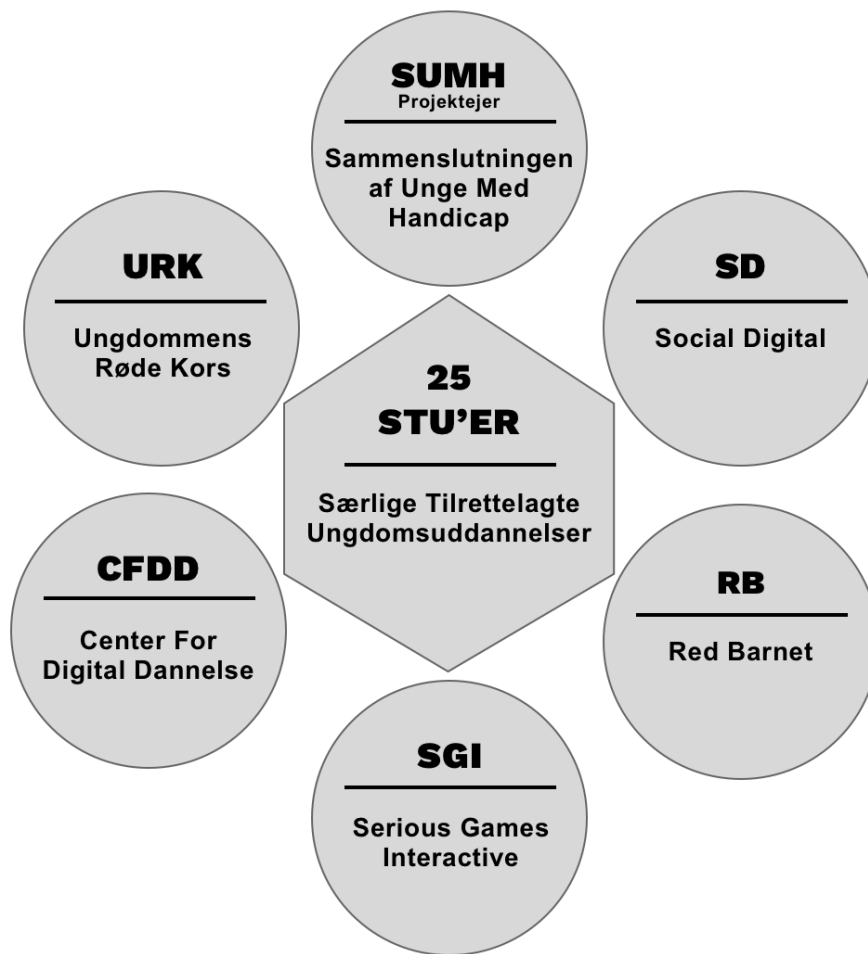 SUMH
Projektejer
Sammenslutningen
af Unge Med
Handicap
URK
Ungdommens
Røde Kors
SD
Social Digital
25
STU’ER
Særlige Tilrettelagte
Ungdomsuddannelser
CFDD
Center For
Digital Dannelse
RB
Red Barnet
SGI
Serious Games
Interactive